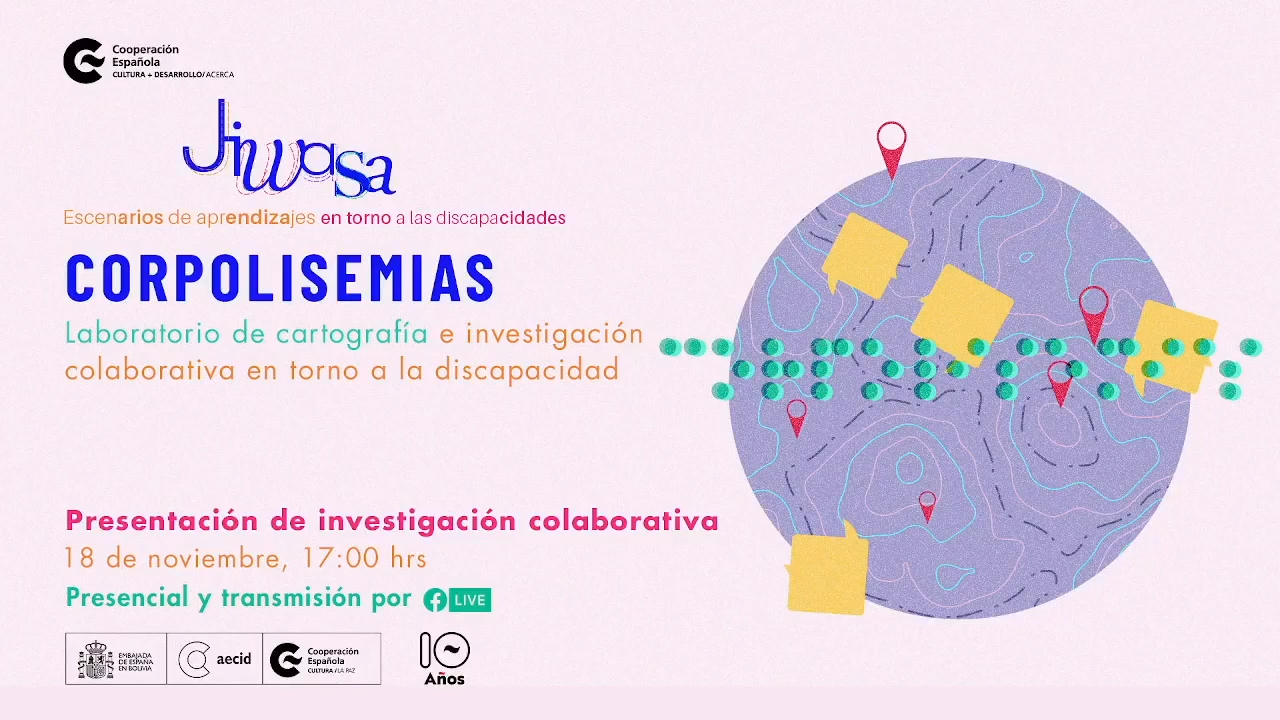 Cooperación
Española
CULTURA + DESARROLLO/ACERCA
Jiwasa
Escenarios de aprendizajes en torno a las discapacidades
CORPOLISEMIAS
Laboratorio de cartografía e investigación
colaborativa en torno a la discapacidad
Presentación de investigación colaborativa
18 de noviembre, 17:00 hrs
Presencial y transmisión por LIVE
EMBAJADA
DE ESPAÑA
EN BOLIVIA
aecid
Cooperación
Española
CULTURA/LA PAZ
10
Años